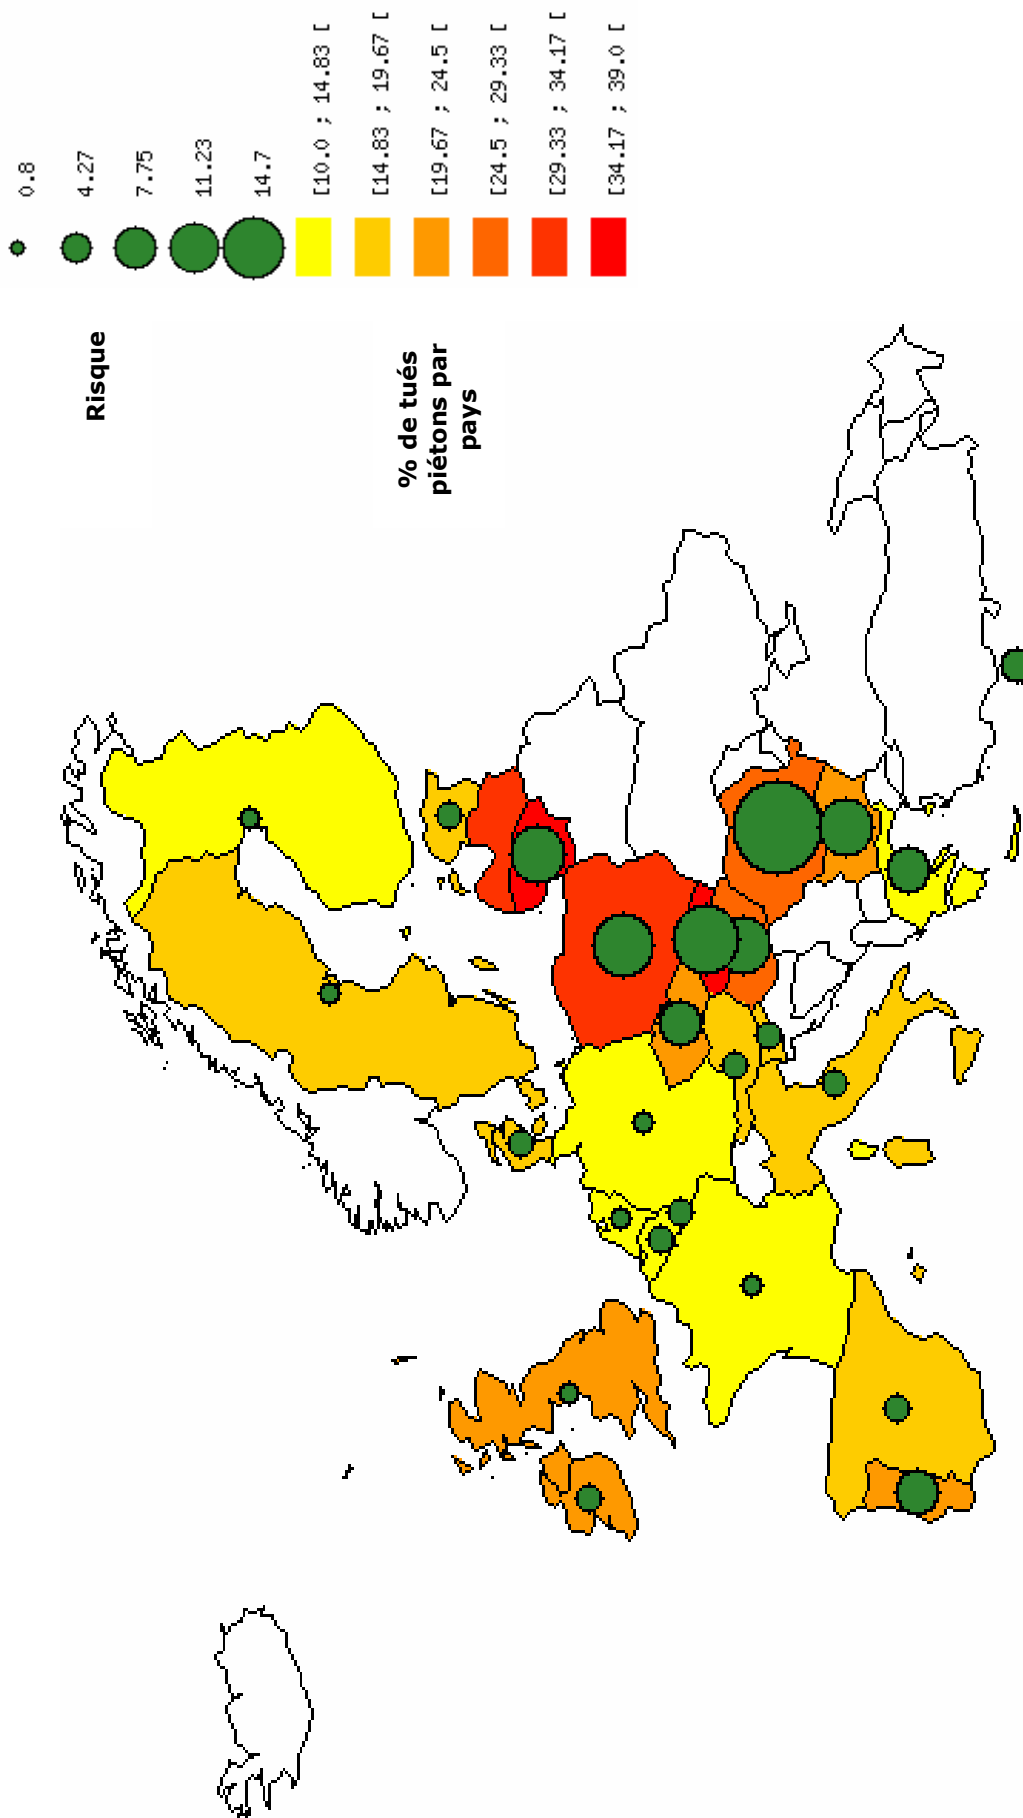 Risque
0.8
4.27
7.75
11.23
14.7
% de tués
piétons par
pays
[10.0 ; 14.83 [
[14.83 ; 19.67 [
[19.67 ; 24.5 [
[24.5 ; 29.33 [
[29.33 ; 34.17 [
[34.17 ; 39.0 [